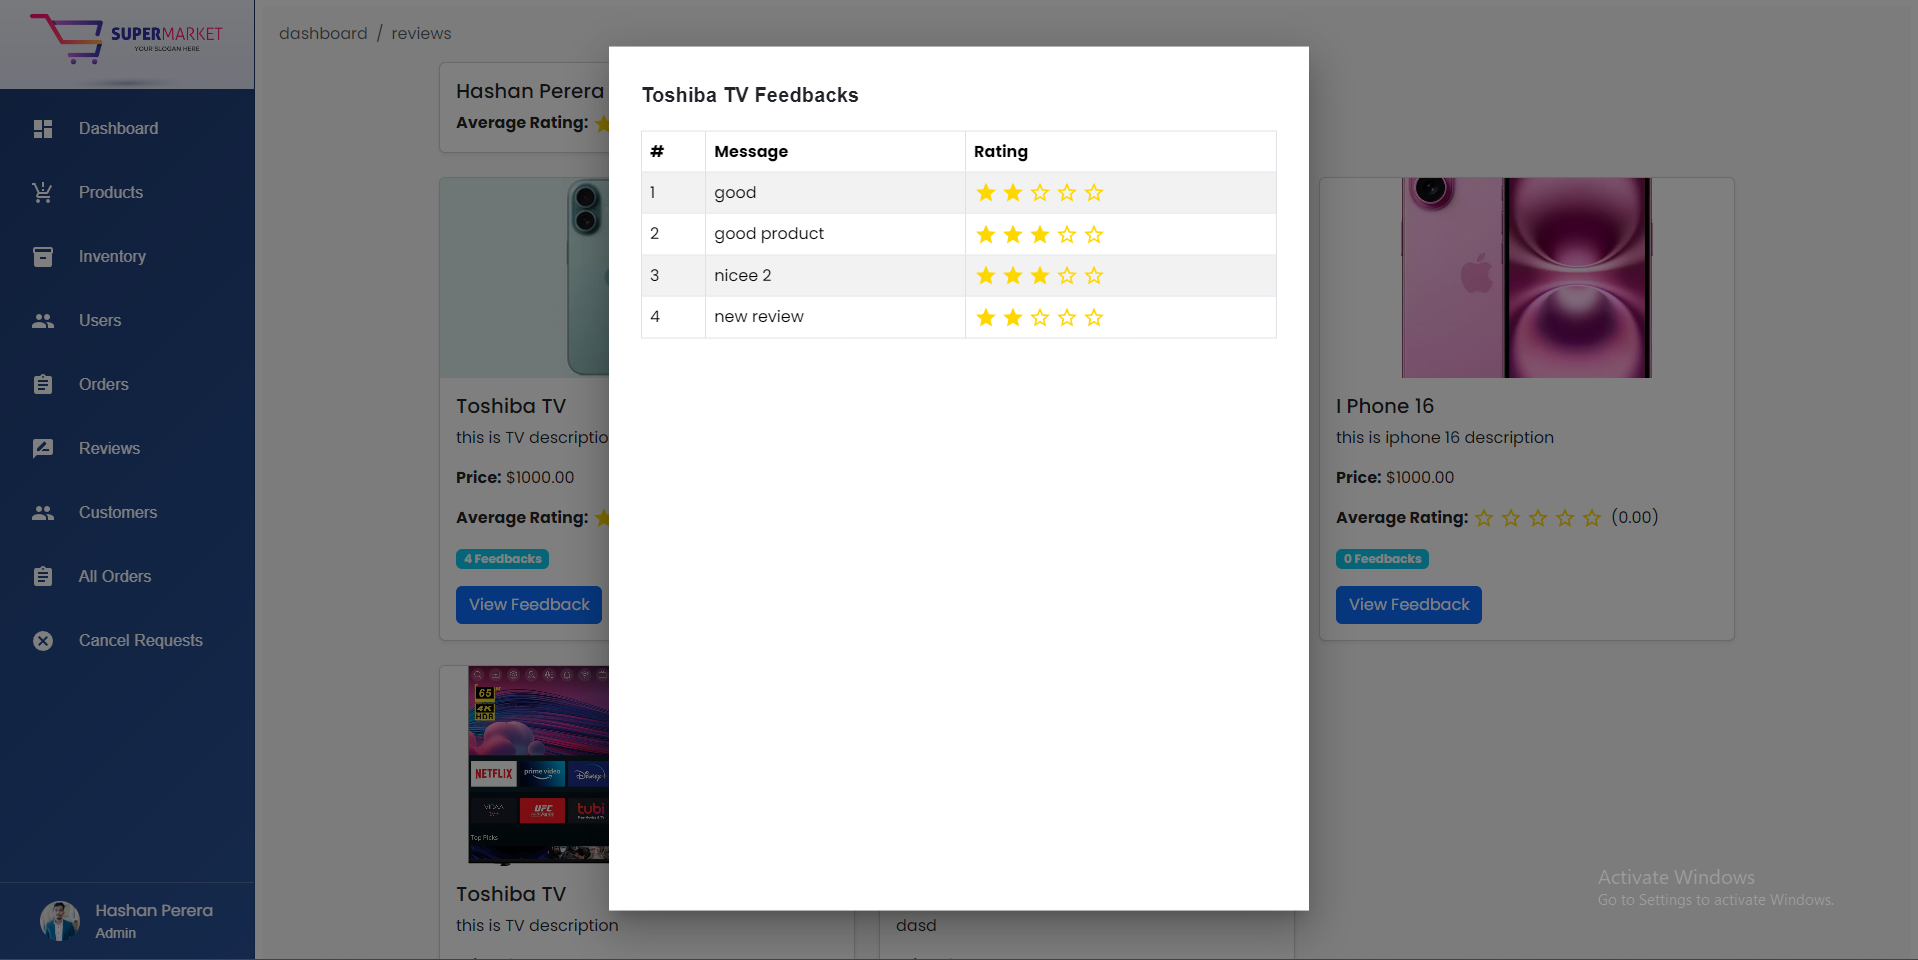 SUPERMARKET
YOUR SLOGAN HERE
Dashboard
Products
Inventory
Users
Orders
Reviews
Customers
All Orders
Cancel Requests
Hashan Perera
Admin
dashboard / reviews
Hashan Perera
Average Rating:
Toshiba TV
this is TV descriptio
Price: $1000.00
Average Rating:
4 Feedbacks
View Feedback
Toshiba TV Feedbacks
# Message Rating
1 good
2 good product
3 nicee 2
4 new review
I Phone 16
this is iphone 16 description
Price: $1000.00
Average Rating: (0.00)
0 Feedbacks
View Feedback
65"
4K
HDR
NETFLIX prime video Disney+
VIDAA UFC tubi
Top Picks
Toshiba TV
this is TV description
dasd
Activate Windows
Go to Settings to activate Windows.